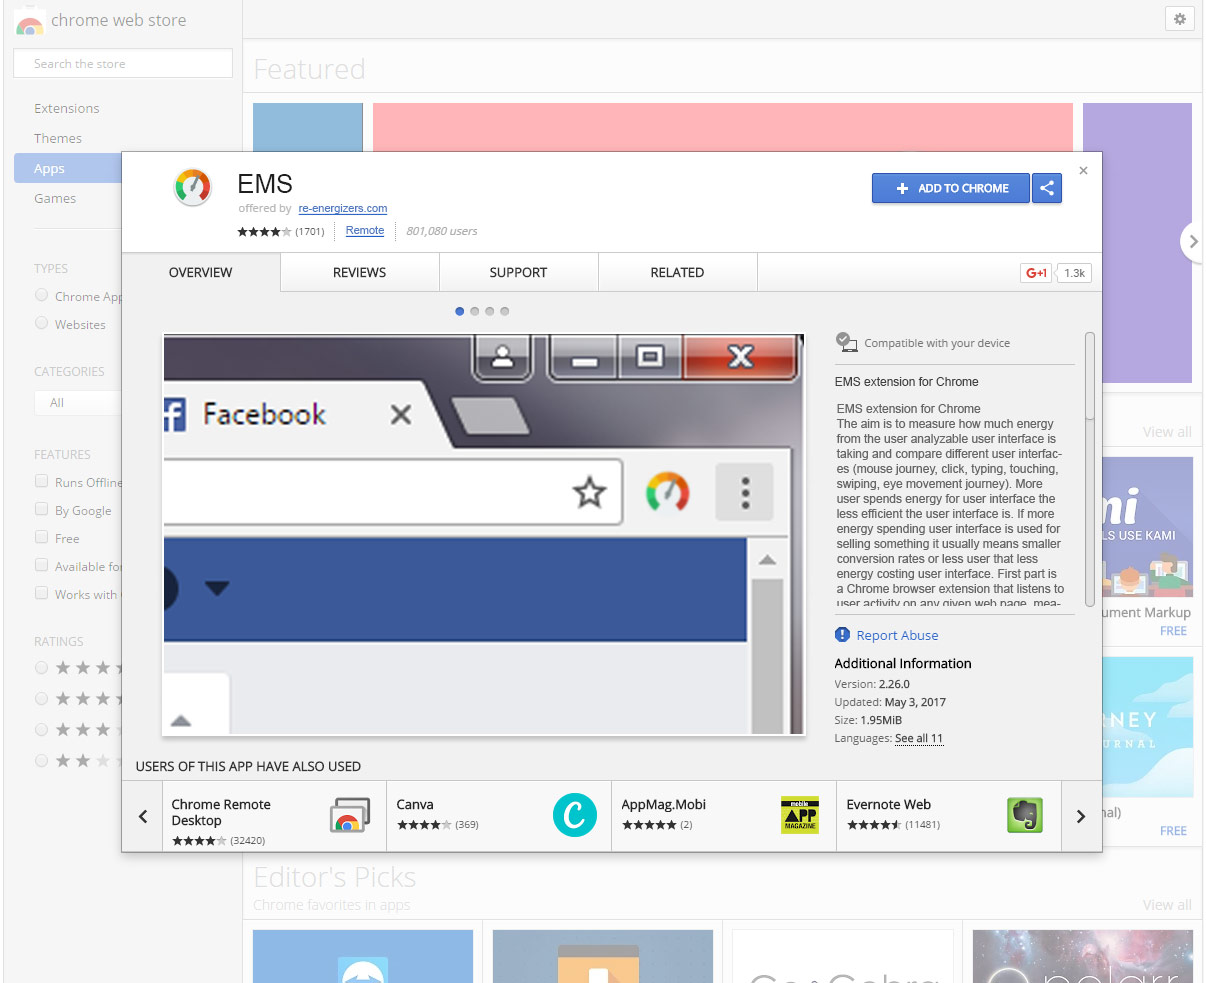 chrome web store
Search the store
Extensions
Themes
Apps
Games
TYPES
Chrome App
Websites
CATEGORIES
All
FEATURES
Runs Offline
By Google
Free
Available for
Works with
RATINGS
Featured
EMS
offered by re-energizers.com
(1701) Remote 801,080 users
ADD TO CHROME
OVERVIEW REVIEWS SUPPORT RELATED
G+1 1.3k
Facebook
Compatible with your device
EMS extension for Chrome
EMS extension for Chrome
The aim is to measure how much energy
from the user analyzable user interface is
taking and compare different user interfac-
es (mouse journey, click, typing, touching,
swiping, eye movement journey). More
user spends energy for user interface the
less efficient the user interface is. If more
energy spending user interface is used for
selling something it usually means smaller
conversion rates or less user that less
energy costing user interface. First part is
a Chrome browser extension that listens to
user activity on any given web page, mea-
Report Abuse
Additional Information
Version: 2.26.0
Updated: May 3, 2017
Size: 1.95MiB
Languages: See all 11
USERS OF THIS APP HAVE ALSO USED
Chrome Remote
Desktop
(32420)
Canva
(369)
AppMag.Mobi
(2)
mobile
APP
MAGAZINE
Evernote Web
(11481)
View all
mi
LS USE KAMI
ument Markup
FREE
RNEY
URNAL
nal)
FREE
Editor's Picks
Chrome favorites in apps
View all